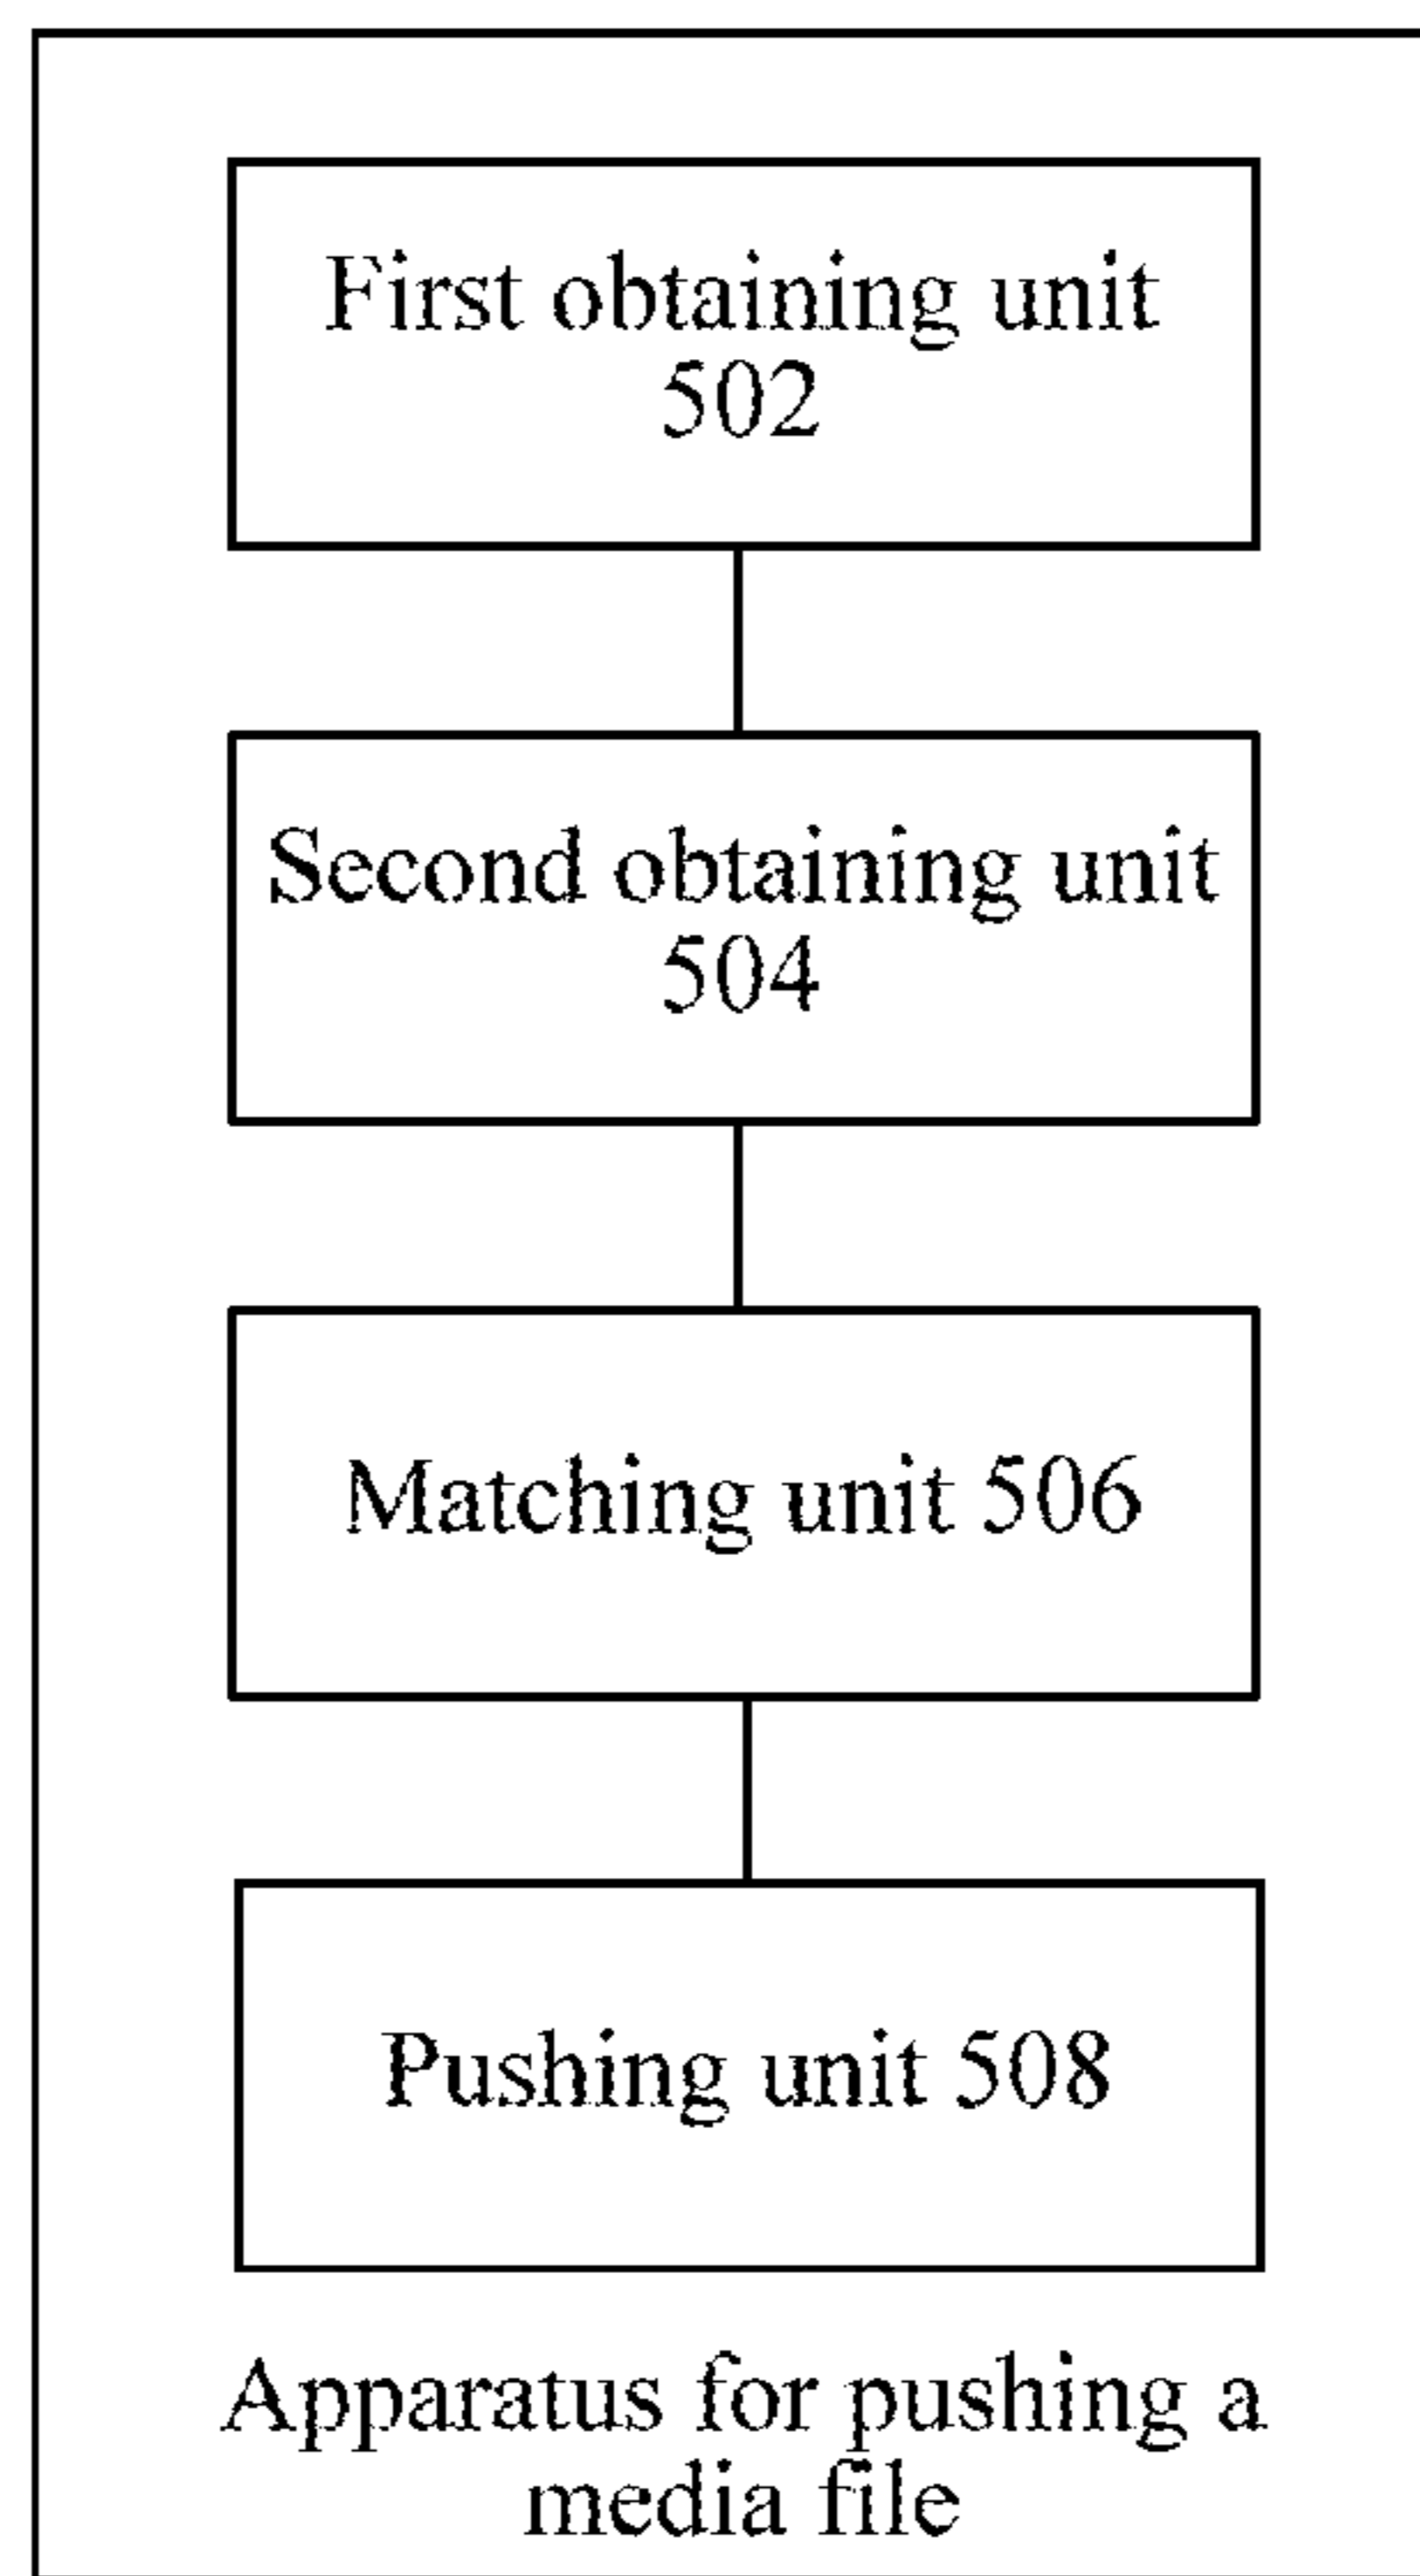 First obtaining unit
502
Second obtaining unit
504
Matching unit 506
Pushing unit 508
Apparatus for pushing a
media file